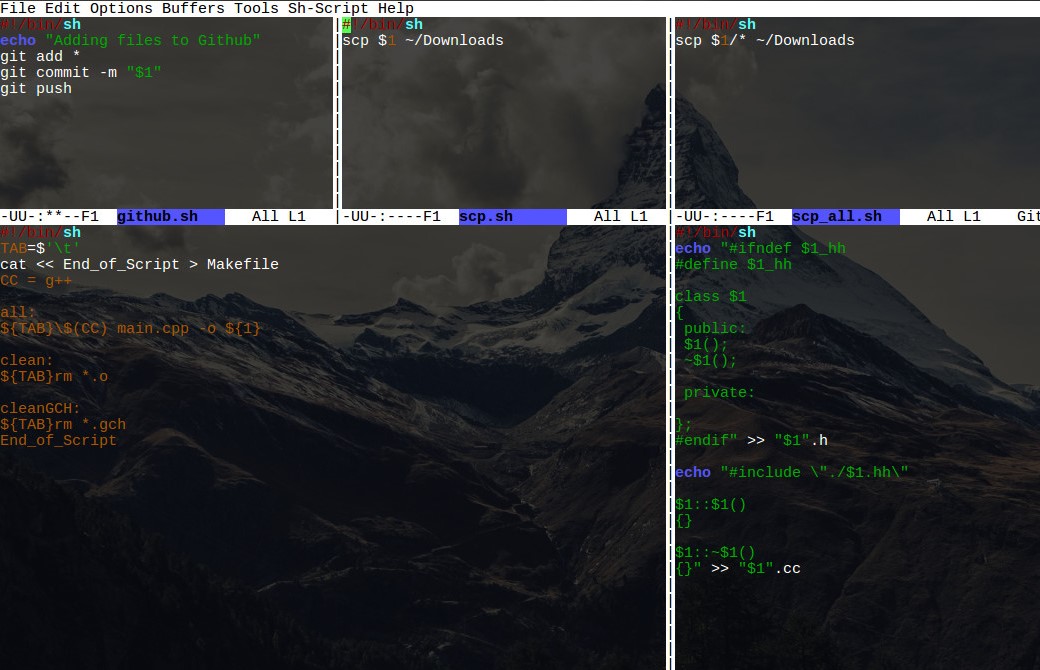 File Edit Options Buffers Tools Sh-Script Help
#!/bin/sh
echo "Adding files to Github"
git add *
git commit -m "$1"
git push
-UU-:**--F1  github.sh      All L1
#!/bin/sh
scp $1 ~/Downloads
-UU-:----F1  scp.sh         All L1
#!/bin/sh
scp $1/* ~/Downloads
-UU-:----F1  scp_all.sh     All L1    Git
#!/bin/sh
TAB=$'\t'
cat << End_of_Script > Makefile
CC = g++
all:
${TAB}\$(CC) main.cpp -o ${1}
clean:
${TAB}rm *.o
cleanGCH:
${TAB}rm *.gch
End_of_Script
#!/bin/sh
echo "#ifndef $1_hh
#define $1_hh
class $1
{
public:
$1();
~$1();
private:
};
#endif" >> "$1".h
echo "#include \"./$1.hh\"
$1::$1()
{}
$1::~$1()
{}" >> "$1".cc